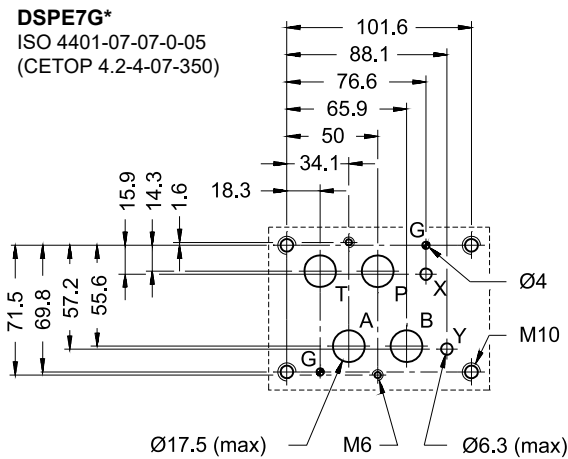 DSPE7G*
ISO 4401-07-07-0-05
(CETOP 4.2-4-07-350)
101.6
88.1
76.6
65.9
50
34.1
18.3
15.9
14.3
1.6
G
T
P
X
Ø4
71.5
69.8
57.2
55.6
A
B
Y
M10
G
Ø17.5 (max)
M6
Ø6.3 (max)